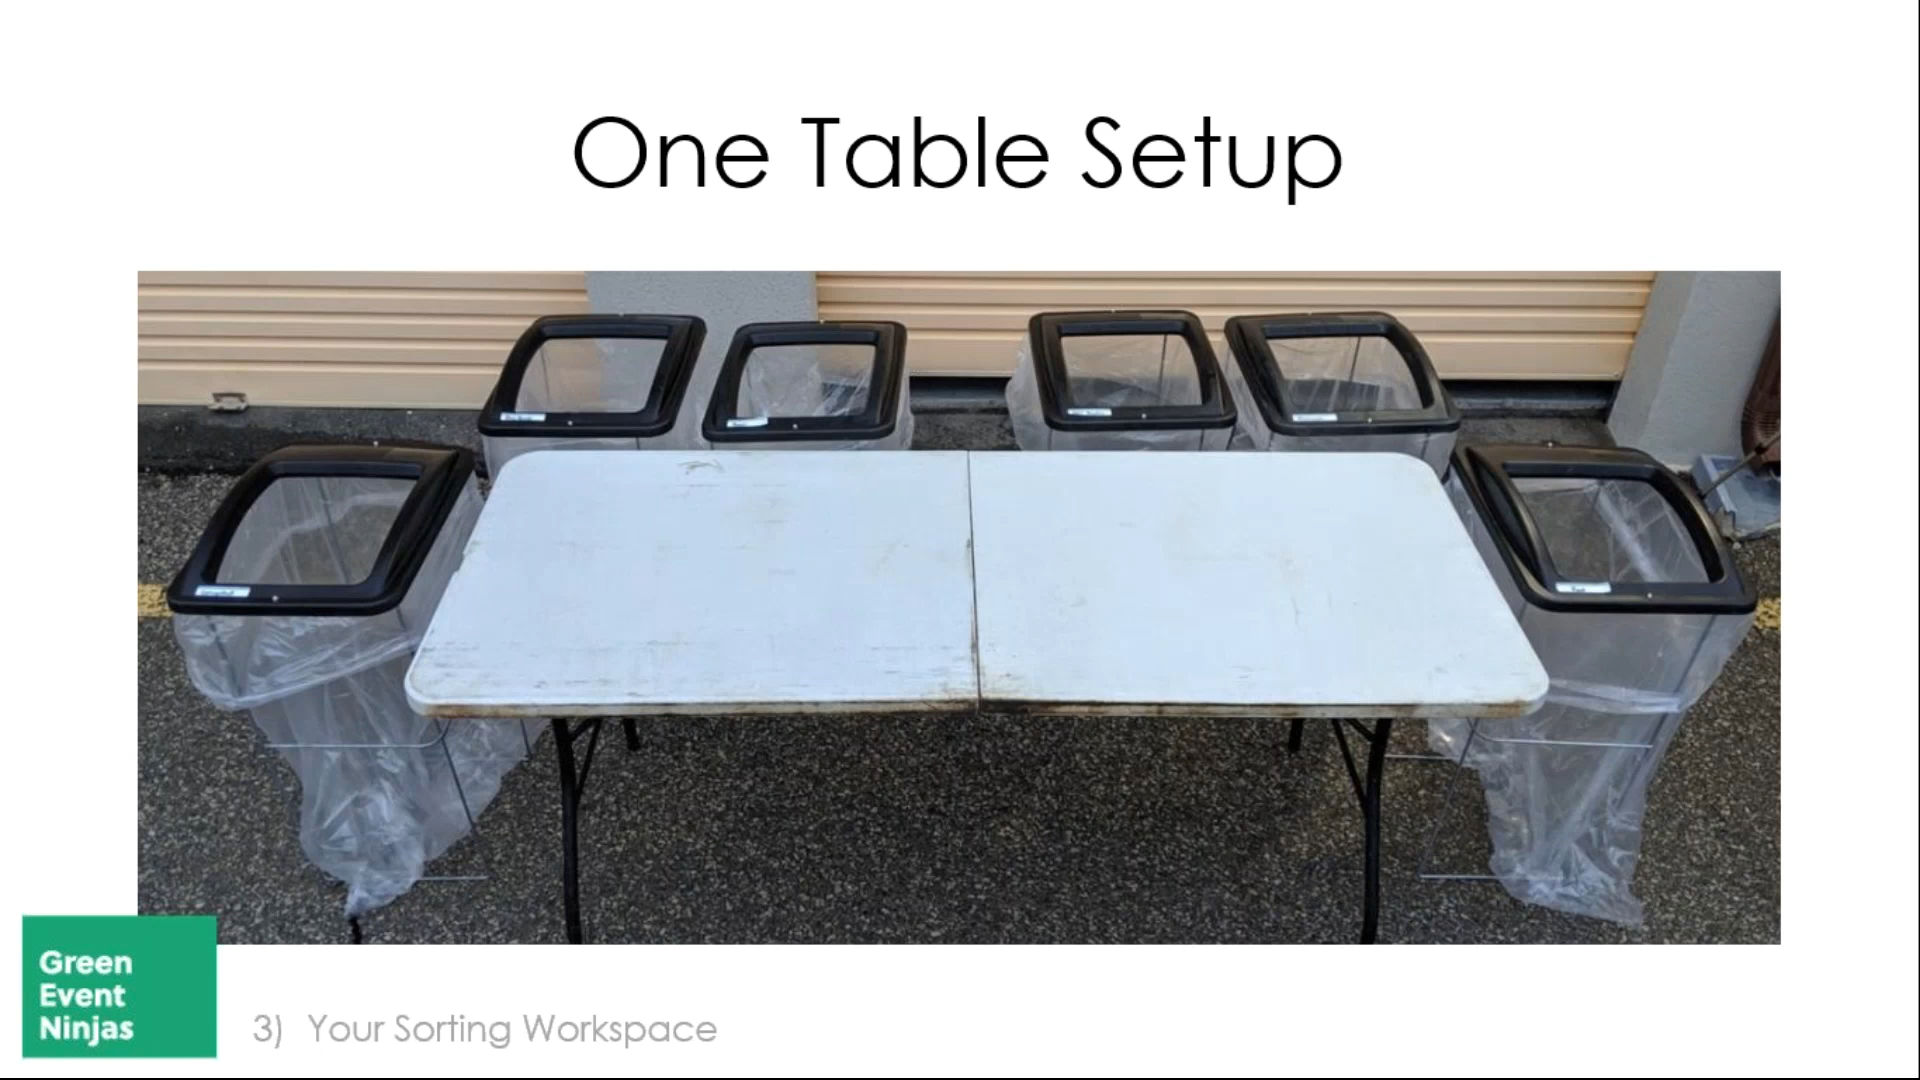 One Table Setup
Green
Event
Ninjas
3) Your Sorting Workspace